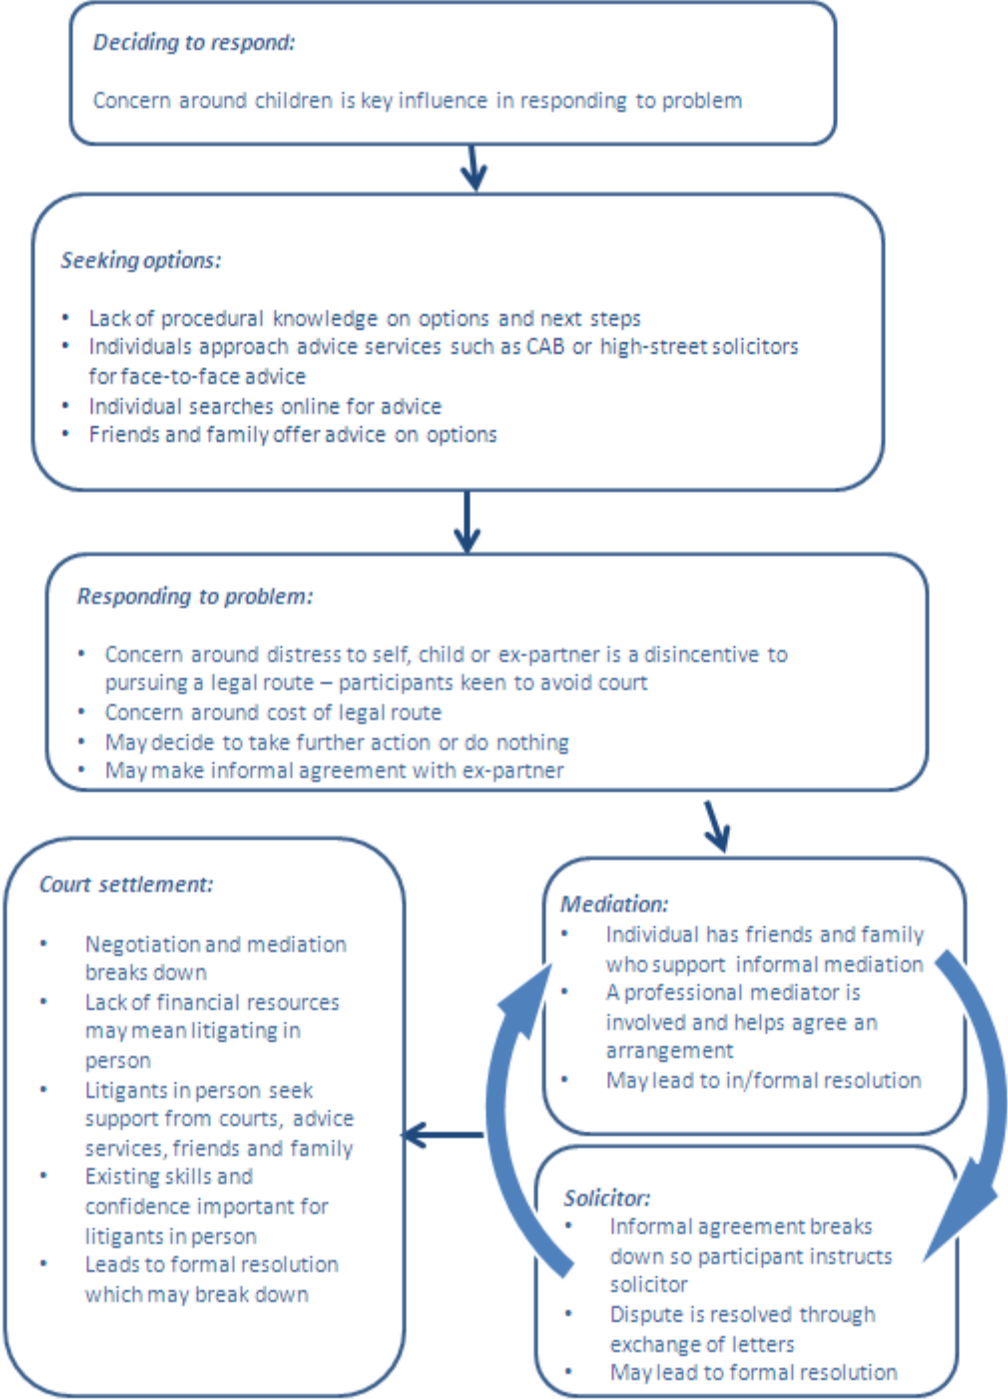 Deciding to respond:
Concern around children is key influence in responding to problem
Seeking options:
• Lack of procedural knowledge on options and next steps
• Individuals approach advice services such as CAB or high-street solicitors
for face-to-face advice
• Individual searches online for advice
• Friends and family offer advice on options
Responding to problem:
• Concern around distress to self, child or ex-partner is a disincentive to
pursuing a legal route – participants keen to avoid court
• Concern around cost of legal route
• May decide to take further action or do nothing
• May make informal agreement with ex-partner
Court settlement:
• Negotiation and mediation
breaks down
• Lack of financial resources
may mean litigating in
person
• Litigants in person seek
support from courts, advice
services, friends and family
• Existing skills and
confidence important for
litigants in person
• Leads to formal resolution
which may break down
Mediation:
• Individual has friends and family
who support informal mediation
• A professional mediator is
involved and helps agree an
arrangement
• May lead to in/formal resolution
Solicitor:
• Informal agreement breaks
down so participant instructs
solicitor
• Dispute is resolved through
exchange of letters
• May lead to formal resolution